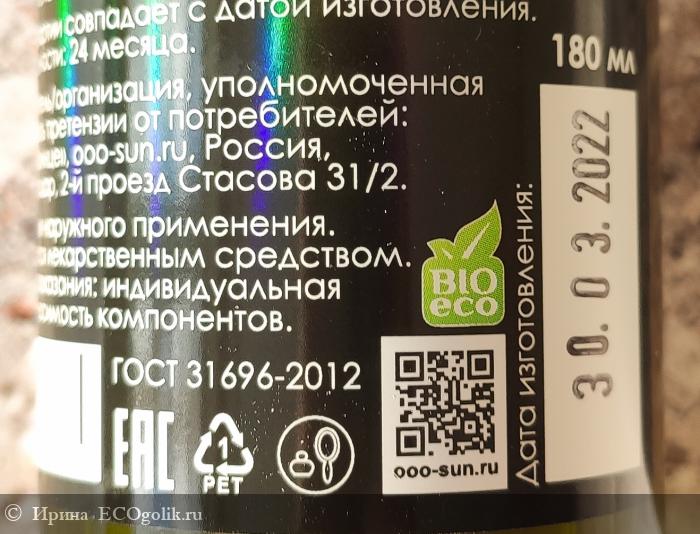 совпадает с датой изготовления.
24 месяца.
организация, уполномоченная
претензии от потребителей:
ooo-sun.ru, Россия,
2-й проезд Стасова 31/2.
наружного применения.
лекарственным средством.
индивидуальная
компонентов.
180 мл
Дата изготовления:
30.03.2022
BIO
eco
ГОСТ 31696-2012
EAC
1
PET
ooo-sun.ru
© Ирина ECOgolik.ru